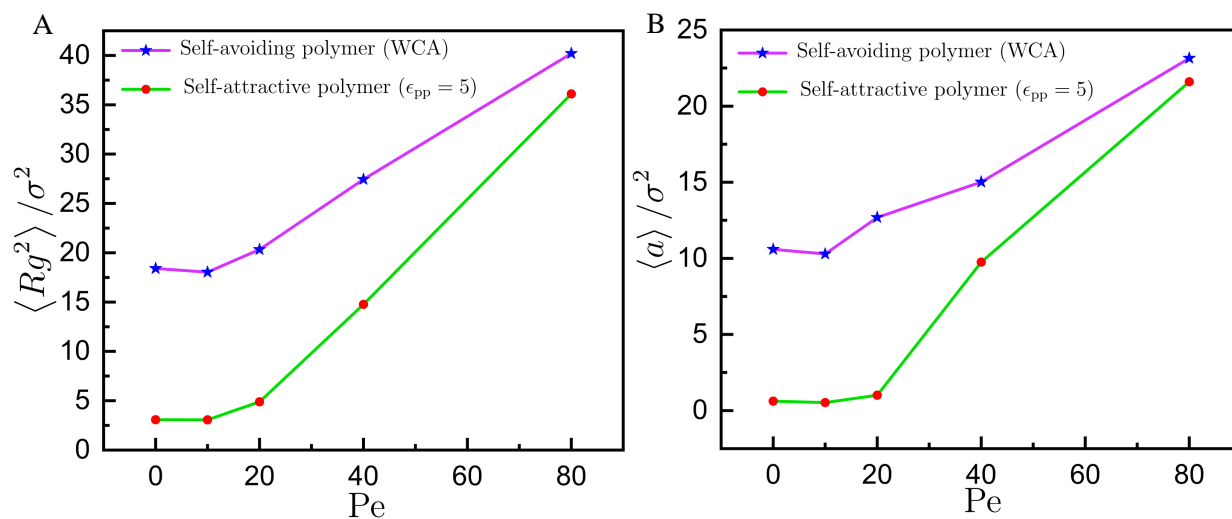 A
Self-avoiding polymer (WCA)
Self-attractive polymer (ϵpp = 5)
⟨Rg²⟩ /σ²
40
35
30
25
20
15
10
5
0
0 20 40 60 80
Pe
B
Self-avoiding polymer (WCA)
Self-attractive polymer (ϵpp = 5)
⟨a⟩ /σ²
25
20
15
10
5
0
0 20 40 60 80
Pe